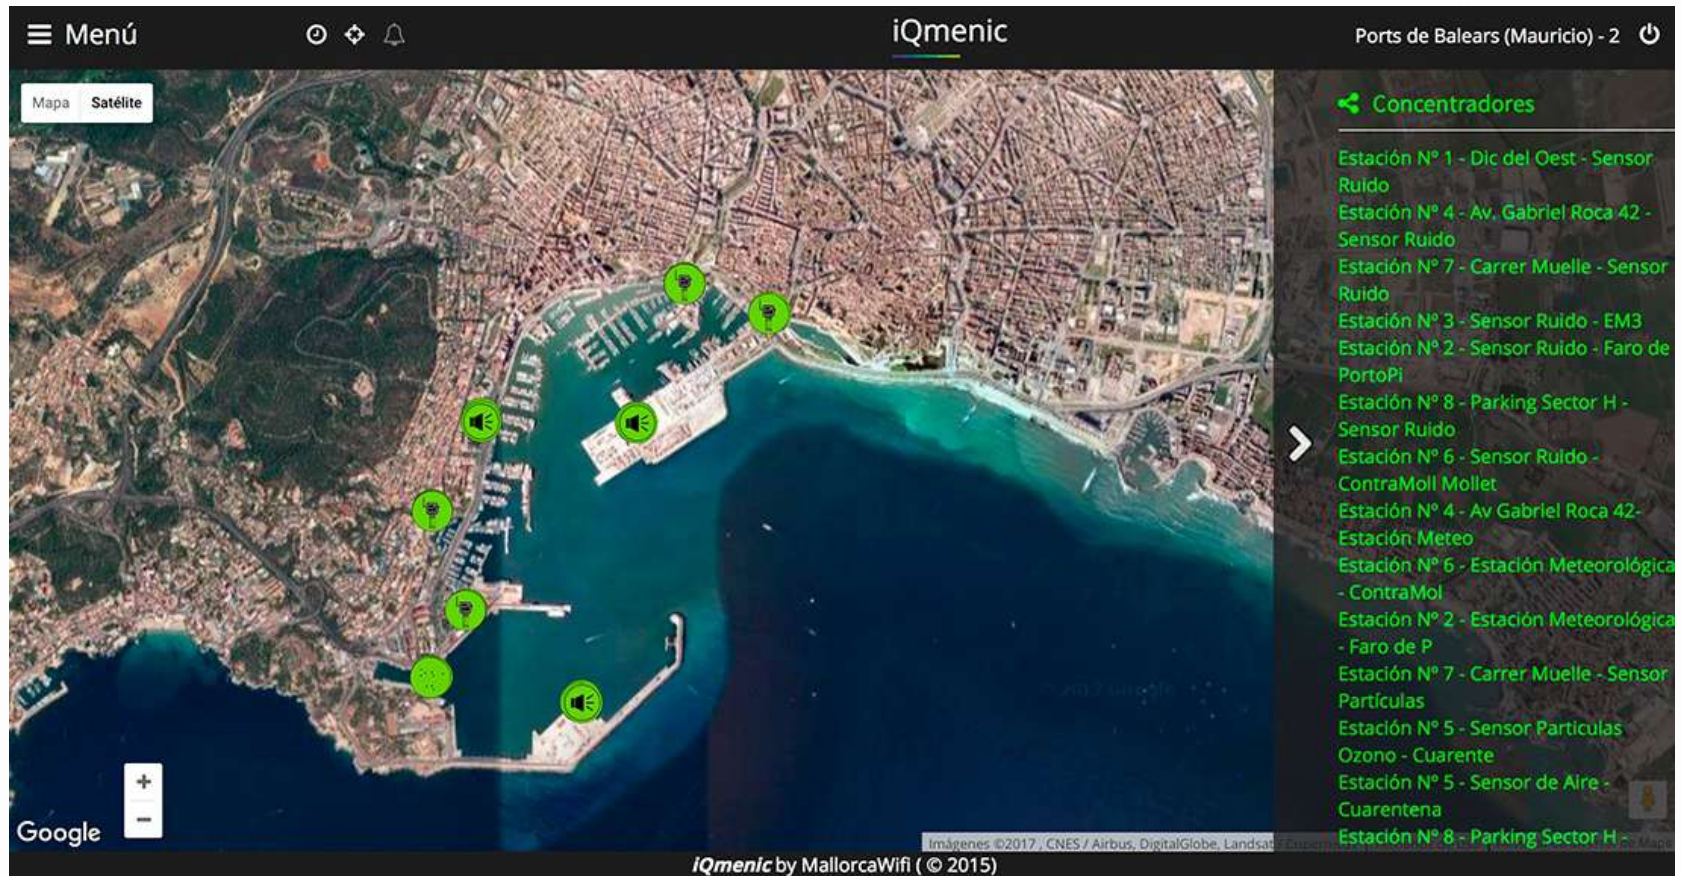 Menú
iQmenic
Ports de Balears (Mauricio) - 2
Mapa Satélite
Concentradores
Estación Nº 1 - Dic del Oest - Sensor
Ruido
Estación Nº 4 - Av. Gabriel Roca 42 -
Sensor Ruido
Estación Nº 7 - Carrer Muelle - Sensor
Ruido
Estación Nº 3 - Sensor Ruido - EM3
Estación Nº 2 - Sensor Ruido - Faro de
PortoPi
Estación Nº 8 - Parking Sector H -
Sensor Ruido
Estación Nº 6 - Sensor Ruido -
ContraMoll Mollet
Estación Nº 4 - Av Gabriel Roca 42-
Estación Meteo
Estación Nº 6 - Estación Meteorológica
- ContraMol
Estación Nº 2 - Estación Meteorológica
- Faro de P
Estación Nº 7 - Carrer Muelle - Sensor
Partículas
Estación Nº 5 - Sensor Particulas
Ozono - Cuarente
Estación Nº 5 - Sensor de Aire -
Cuarentena
Estación Nº 8 - Parking Sector H -
+
−
Google
Imágenes ©2017 , CNES / Airbus, DigitalGlobe, Landsat
iQmenic by MallorcaWifi ( © 2015)